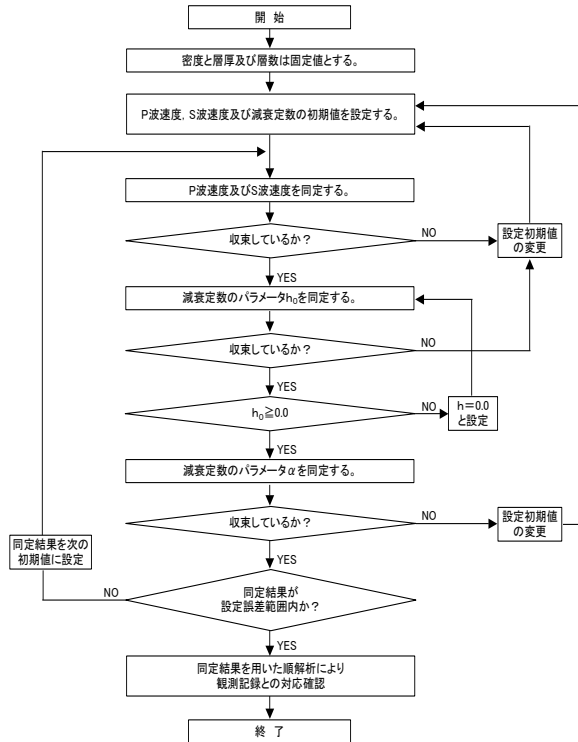 開 始
密度と層厚及び層数は固定値とする。
P波速度，S波速度及び減衰定数の初期値を設定する。
P波速度及びS波速度を同定する。
収束しているか？
NO
設定初期値
の変更
YES
減衰定数のパラメータh₀を同定する。
収束しているか？
NO
YES
h₀≧0.0
NO
h＝0.0
と設定
YES
減衰定数のパラメータαを同定する。
収束しているか？
NO
設定初期値
の変更
同定結果を次の
初期値に設定
YES
同定結果が
設定誤差範囲内か？
NO
YES
同定結果を用いた順解析により
観測記録との対応確認
終 了